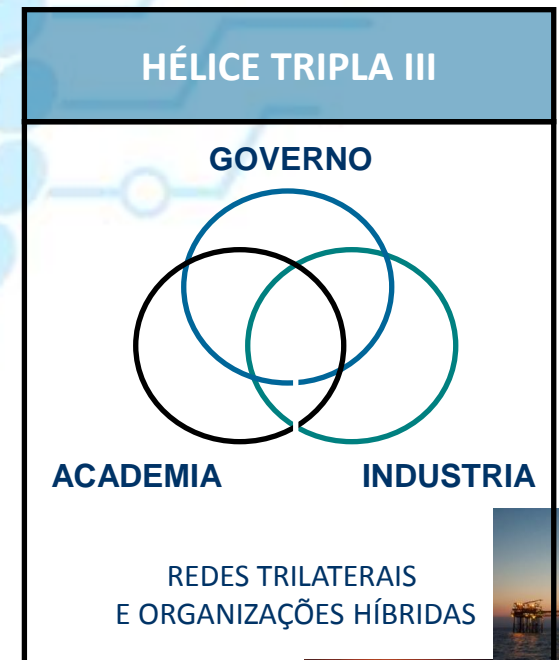 HÉLICE TRIPLA III
GOVERNO
ACADEMIA
INDUSTRIA
REDES TRILATERAIS
E ORGANIZAÇÕES HÍBRIDAS